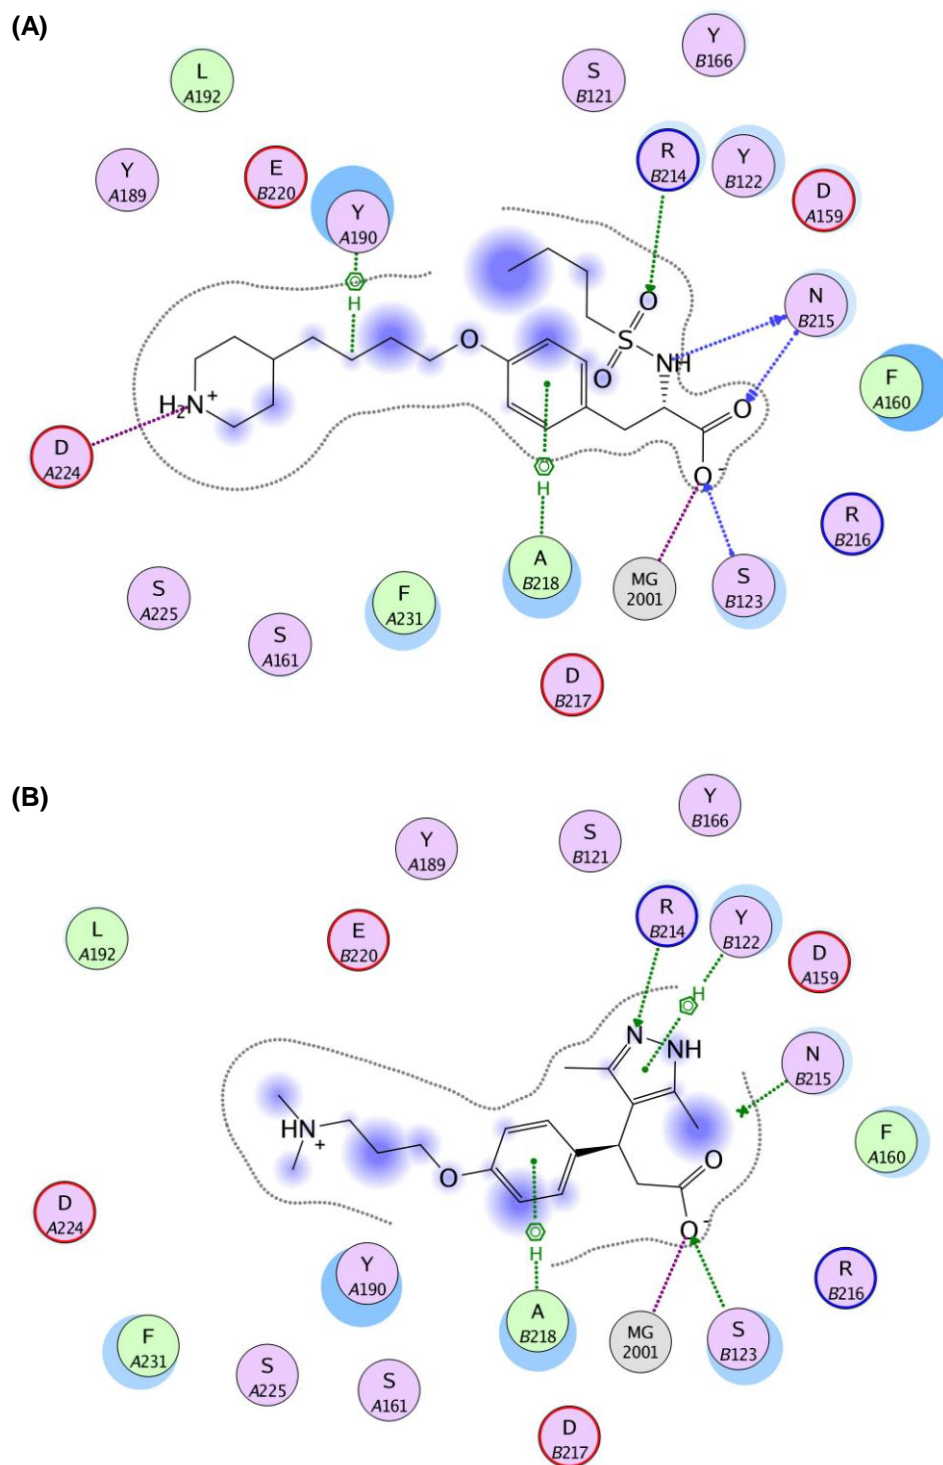 (A)
Y
B166
L
A192
S
B121
R
B214
Y
B122
Y
A189
E
B220
D
A159
Y
A190
H
O
N
B215
O
S
NH
O
O
F
A160
H2N+
O
D
A224
H
O-
R
A216
A
B218
MG
2001
S
B123
S
A225
F
A231
S
A161
D
B217
(B)
Y
B166
Y
A189
S
B121
R
B214
Y
B122
L
A192
E
B220
D
A159
H
N
NH
N
B215
HN
+
F
A160
O
O
D
A224
O-
H
Y
A190
R
B216
A
B218
MG
2001
S
B123
F
A231
S
A225
S
A161
D
B217